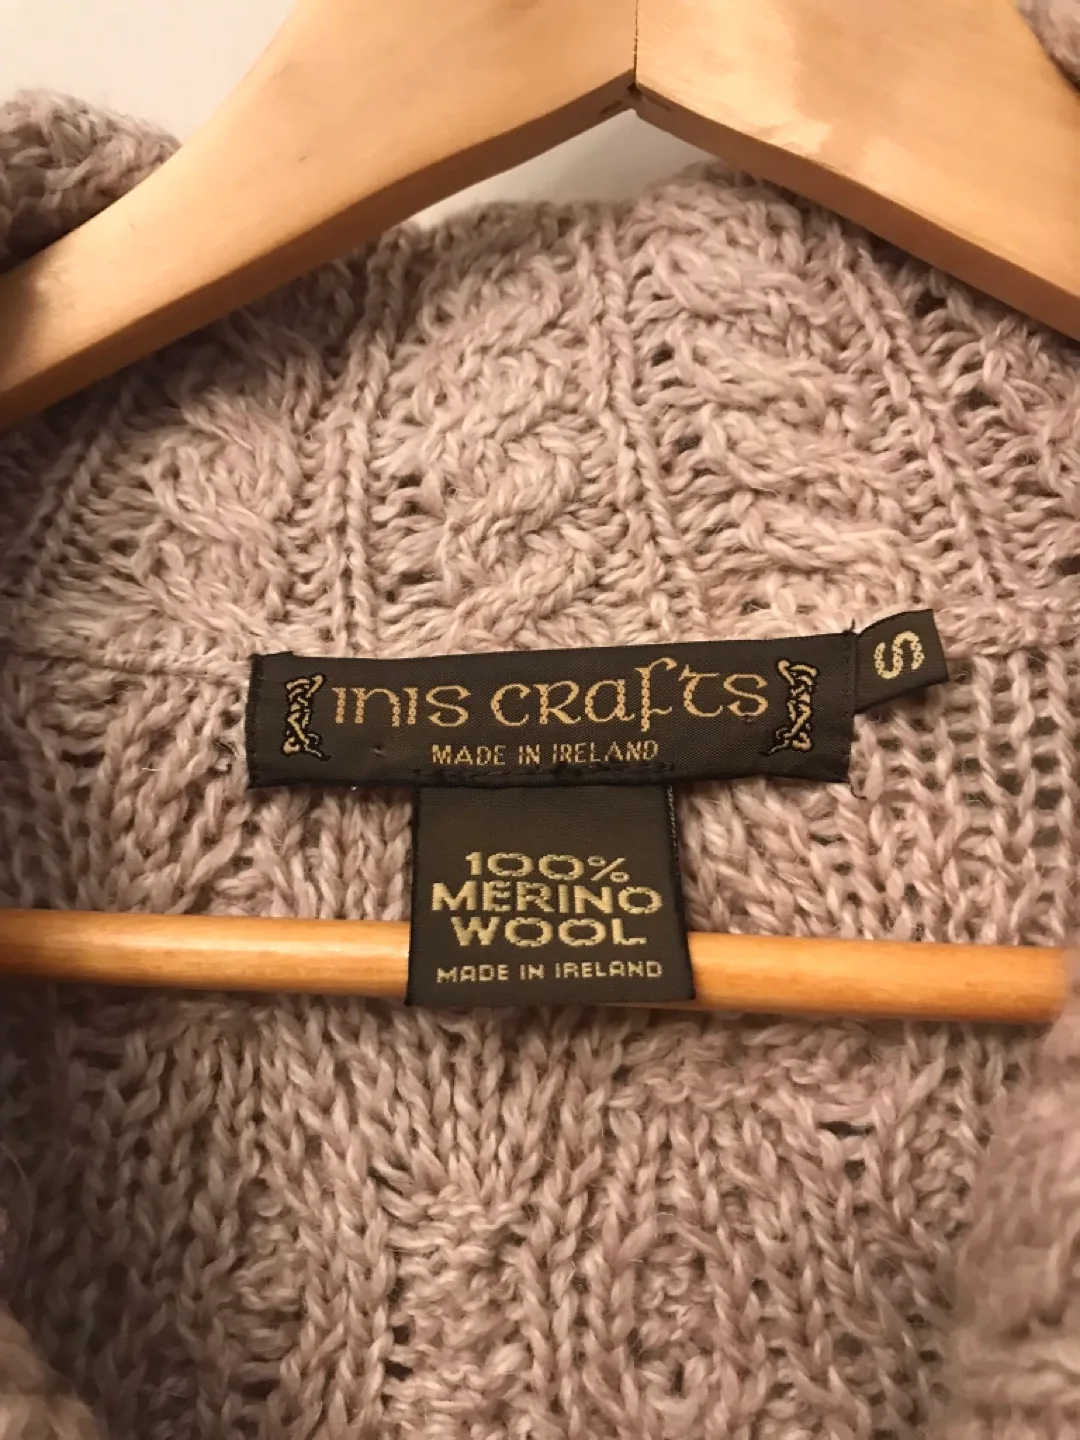 INIS CRAFTS
MADE IN IRELAND
S
100%
MERINO
WOOL
MADE IN IRELAND